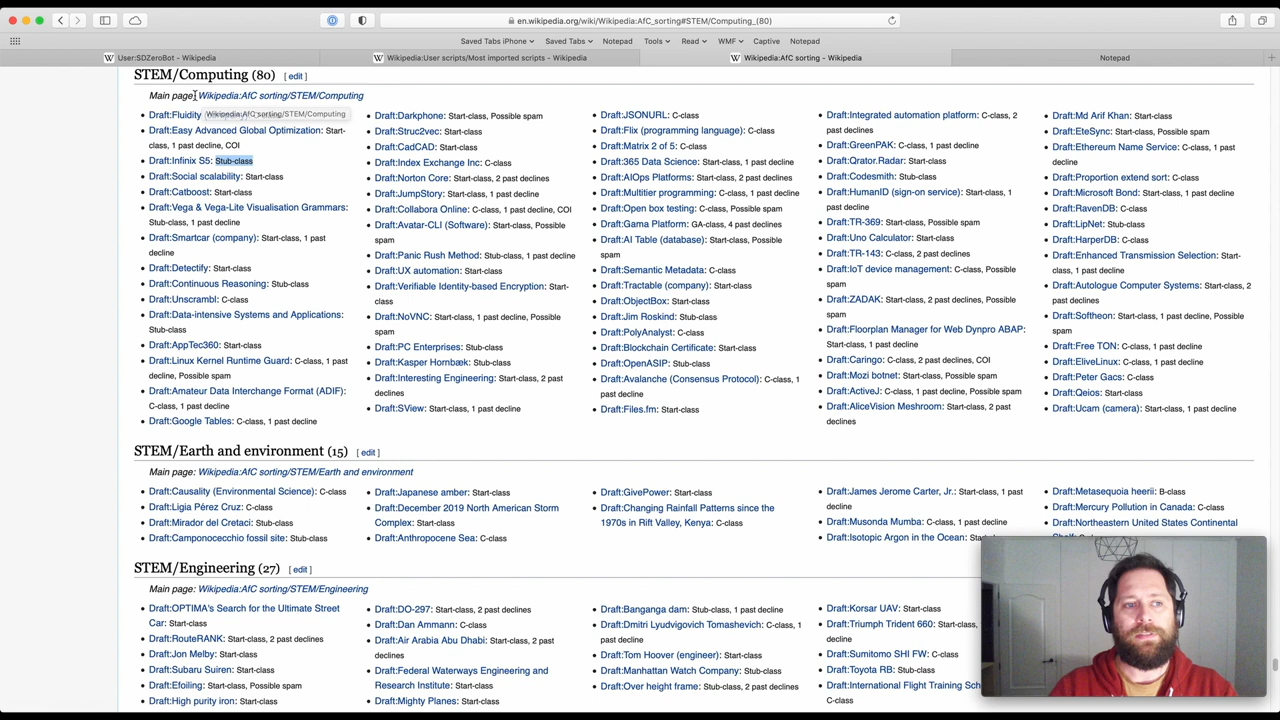 en.wikipedia.org/wiki/Wikipedia:AfC_sorting#STEM/Computing_(80)
Saved Tabs iPhone
Saved Tabs
Notepad
Tools
Read
WMF
Captive
Notepad
User:SDZeroBot - Wikipedia
Wikipedia:User scripts/Most imported scripts - Wikipedia
Wikipedia:AfC sorting - Wikipedia
Notepad
STEM/Computing (80) [ edit ]
Main page: Wikipedia:AfC sorting/STEM/Computing
Wikipedia:AfC sorting/STEM/Computing
Draft:Fluidity
Draft:Easy Advanced Global Optimization: Start-
class, 1 past decline, COI
Draft:Infinix S5: Stub-class
Draft:Social scalability: Start-class
Draft:Catboost: Start-class
Draft:Vega & Vega-Lite Visualisation Grammars:
Stub-class, 1 past decline
Draft:Smartcar (company): Start-class, 1 past
decline
Draft:Detectify: Start-class
Draft:Continuous Reasoning: Stub-class
Draft:Unscrambl: C-class
Draft:Data-intensive Systems and Applications:
Stub-class
Draft:AppTec360: Start-class
Draft:Linux Kernel Runtime Guard: C-class, 1 past
decline, Possible spam
Draft:Amateur Data Interchange Format (ADIF):
C-class, 1 past decline
Draft:Google Tables: C-class, 1 past decline
Draft:Darkphone: Start-class, Possible spam
Draft:Struc2vec: Start-class
Draft:CadCAD: Start-class
Draft:Index Exchange Inc: C-class
Draft:Norton Core: Start-class, 2 past declines
Draft:JumpStory: Start-class, 1 past decline
Draft:Collabora Online: C-class, 1 past decline, COI
Draft:Avatar-CLI (Software): Start-class, Possible
spam
Draft:Panic Rush Method: Stub-class, 1 past decline
Draft:UX automation: Start-class
Draft:Verifiable Identity-based Encryption: Start-
class
Draft:NoVNC: Start-class, 1 past decline, Possible
spam
Draft:PC Enterprises: Stub-class
Draft:Kasper Hornbæk: Stub-class
Draft:Interesting Engineering: Start-class, 2 past
declines
Draft:SView: Start-class, 1 past decline
Draft:JSONURL: C-class
Draft:Flix (programming language): C-class
Draft:Matrix 2 of 5: C-class
Draft:365 Data Science: Start-class, 1 past decline
Draft:AIOps Platforms: Start-class, 2 past declines
Draft:Multitier programming: C-class, 1 past decline
Draft:Open box testing: C-class, Possible spam
Draft:Gama Platform: GA-class, 4 past declines
Draft:AI Table (database): Start-class, Possible
spam
Draft:Semantic Metadata: C-class
Draft:Tractable (company): Start-class
Draft:ObjectBox: Start-class
Draft:Jim Roskind: Stub-class
Draft:PolyAnalyst: C-class
Draft:Blockchain Certificate: Start-class
Draft:OpenASIP: Stub-class
Draft:Avalanche (Consensus Protocol): C-class, 1
past decline
Draft:Files.fm: Start-class
Draft:Integrated automation platform: C-class, 2
past declines
Draft:GreenPAK: C-class, 1 past decline
Draft:Qrator.Radar: Start-class
Draft:Codesmith: Stub-class
Draft:HumanID (sign-on service): Start-class, 1
past decline
Draft:TR-369: Start-class, Possible spam
Draft:Uno Calculator: Start-class
Draft:TR-143: C-class, 2 past declines
Draft:IoT device management: C-class, Possible
spam
Draft:ZADAK: Start-class, 2 past declines, Possible
spam
Draft:Floorplan Manager for Web Dynpro ABAP:
Start-class, 1 past decline
Draft:Caringo: C-class, 2 past declines, COI
Draft:Mozi botnet: Start-class, Possible spam
Draft:ActiveJ: C-class, Possible spam
Draft:AliceVision Meshroom: Start-class, 2 past
declines
Draft:Md Arif Khan: Start-class
Draft:EteSync: Start-class, Possible spam
Draft:Ethereum Name Service: C-class, 1 past
decline
Draft:Proportion extend sort: C-class
Draft:Microsoft Bond: Start-class, 1 past decline
Draft:RavenDB: C-class
Draft:LipNet: Stub-class
Draft:HarperDB: C-class
Draft:Enhanced Transmission Selection: Start-
class, 1 past decline
Draft:Autologue Computer Systems: Start-class, 2
past declines
Draft:Softheon: Start-class, 1 past decline, Possible
spam
Draft:Free TON: C-class, 1 past decline
Draft:EliveLinux: C-class, 1 past decline
Draft:Peter Gacs: C-class
Draft:Qeios: Start-class
Draft:Ucam (camera): Start-class, 1 past decline
STEM/Earth and environment (15) [ edit ]
Main page: Wikipedia:AfC sorting/STEM/Earth and environment
Draft:Causality (Environmental Science): C-class
Draft:Ligia Pérez Cruz: C-class
Draft:Mirador del Cretaci: Stub-class
Draft:Camponocecchio fossil site: Stub-class
Draft:Japanese amber: Start-class
Draft:December 2019 North American Storm
Complex: Start-class
Draft:Anthropocene Sea: C-class
Draft:GivePower: Start-class
Draft:Changing Rainfall Patterns since the
1970s in Rift Valley, Kenya: C-class
Draft:James Jerome Carter, Jr.: Start-class, 1 past
decline
Draft:Musonda Mumba: C-class, 1 past decline
Draft:Isotopic Argon in the Ocean:
Draft:Metasequoia heerii: B-class
Draft:Mercury Pollution in Canada: C-class
Draft:Northeastern United States Continental
STEM/Engineering (27) [ edit ]
Main page: Wikipedia:AfC sorting/STEM/Engineering
Draft:OPTIMA's Search for the Ultimate Street
Car: Start-class
Draft:RouteRANK: Start-class, 2 past declines
Draft:Jon Melby: Start-class
Draft:Subaru Suiren: Start-class
Draft:Efoiling: Start-class, Possible spam
Draft:High purity iron: Start-class
Draft:DO-297: Start-class, 2 past declines
Draft:Dan Ammann: C-class
Draft:Air Arabia Abu Dhabi: Start-class, 2 past
declines
Draft:Federal Waterways Engineering and
Research Institute: Start-class
Draft:Mighty Planes: Start-class
Draft:Banganga dam: Stub-class, 1 past decline
Draft:Dmitri Lyudvigovich Tomashevich: C-class, 1
past decline
Draft:Tom Hoover (engineer): Start-class
Draft:Manhattan Watch Company: Stub-class
Draft:Over height frame: Stub-class, 2 past declines
Draft:Korsar UAV: Start-class
Draft:Triumph Trident 660: Start-class, 1 past
decline
Draft:Sumitomo SHI FW: C-class
Draft:Toyota RB: Stub-class
Draft:International Flight Training
C-class